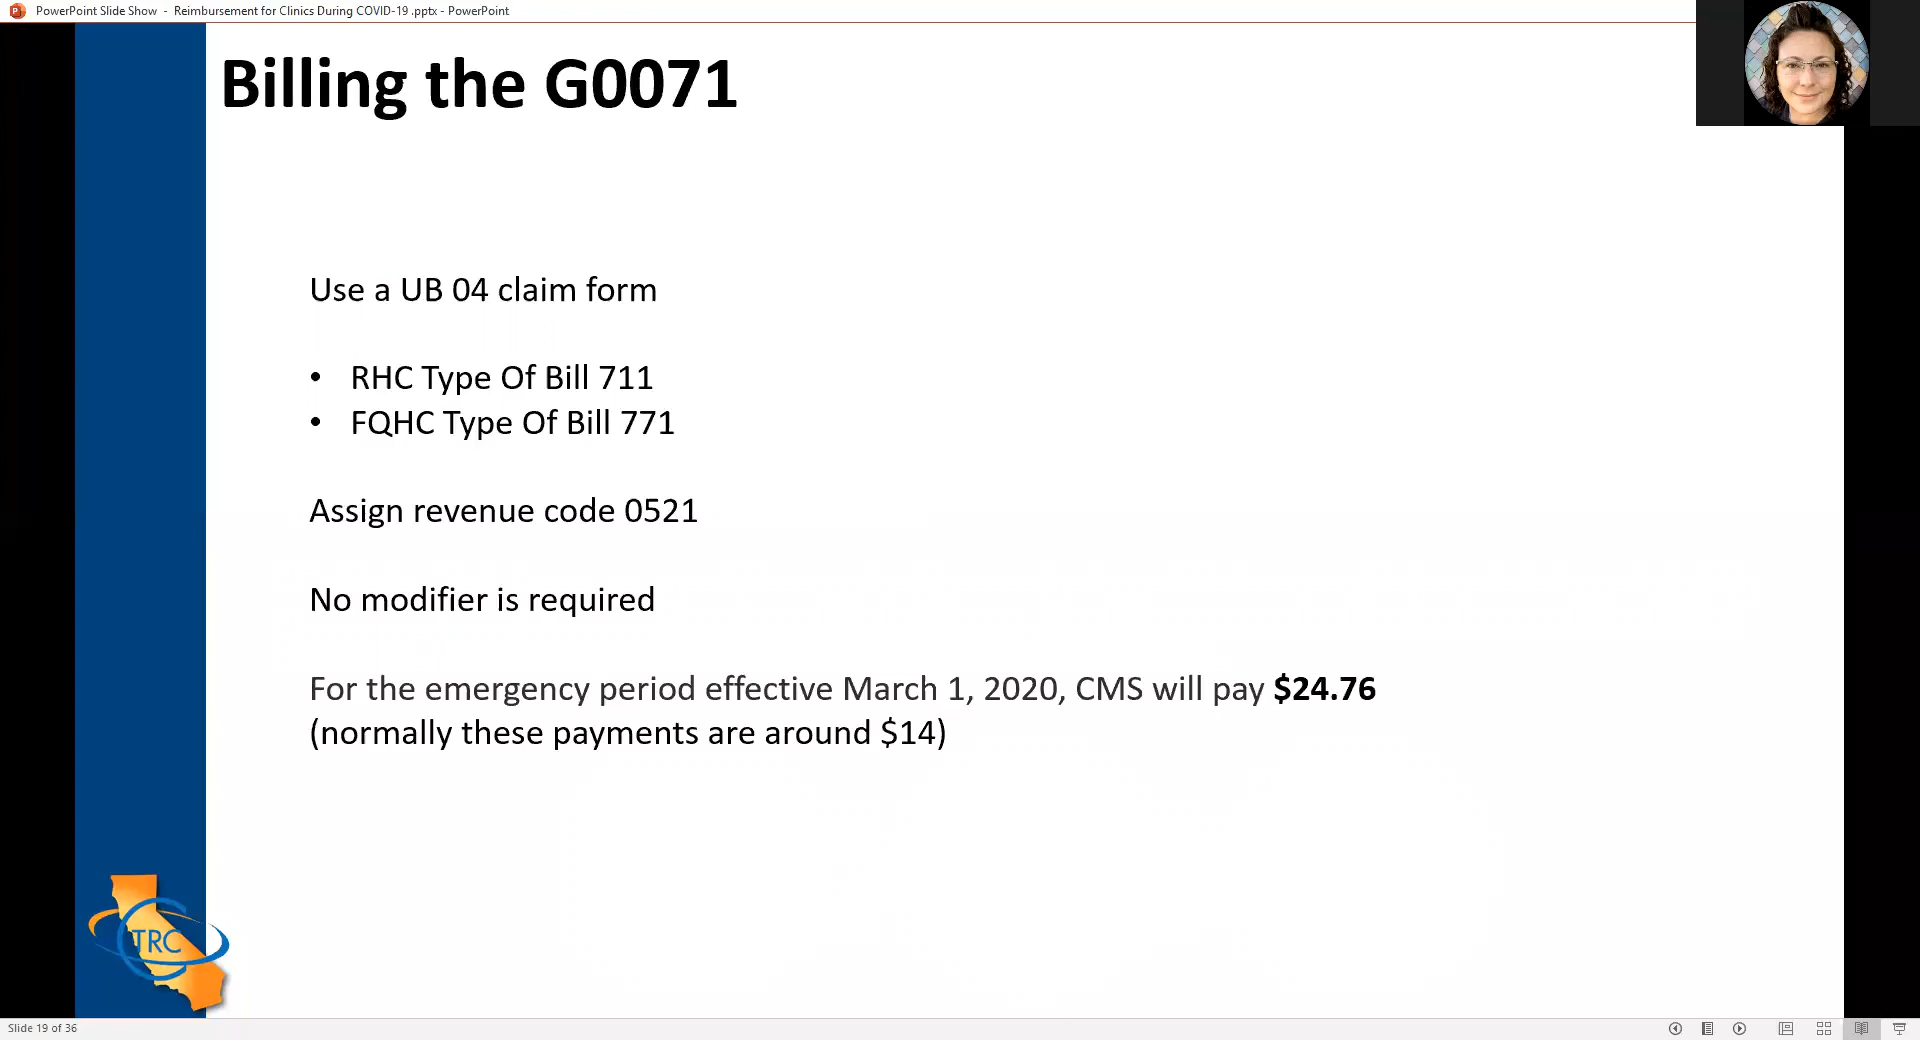 PowerPoint Slide Show - Reimbursement for Clinics During COVID-19 .pptx - PowerPoint
Billing the G0071
Use a UB 04 claim form
• RHC Type Of Bill 711
• FQHC Type Of Bill 771
Assign revenue code 0521
No modifier is required
For the emergency period effective March 1, 2020, CMS will pay $24.76
(normally these payments are around $14)
TRC
Slide 19 of 36